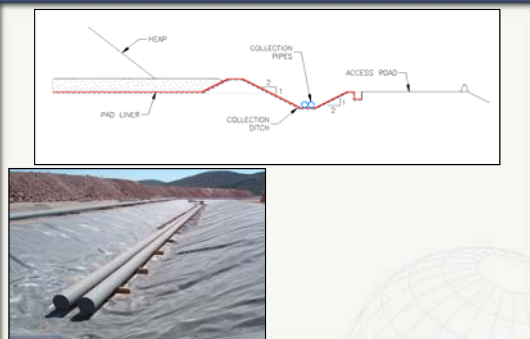 HEAP
COLLECTION
PIPES
ACCESS ROAD
2
1
PAD LINER
COLLECTION
DITCH
2
1